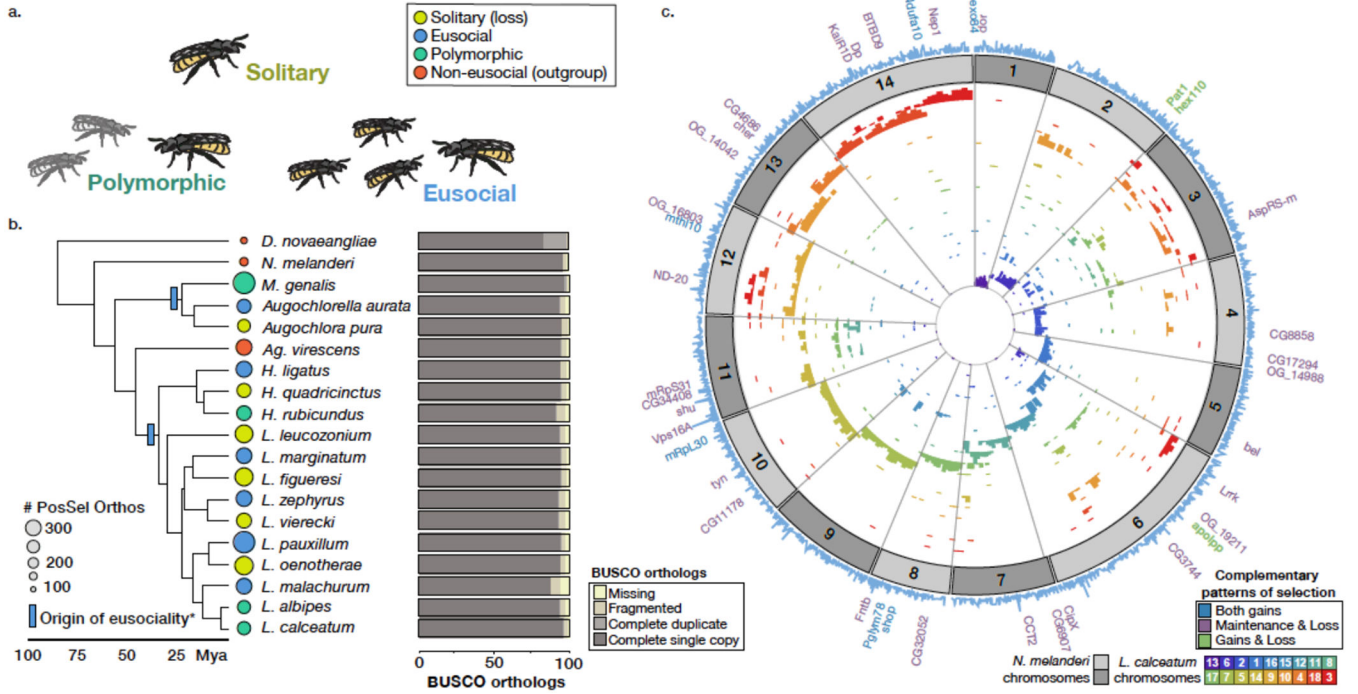 a.
Solitary
Polymorphic
Eusocial
Solitary (loss)
Eusocial
Polymorphic
Non-eusocial (outgroup)
b.
D. novaeangliae
N. melanderi
M. genalis
Augochlorella aurata
Augochlora pura
Ag. virescens
H. ligatus
H. quadricinctus
H. rubicundus
L. leucozonium
L. marginatum
L. figueresi
L. zephyrus
L. vierecki
L. pauxillum
L. oenotherae
L. malachurum
L. albipes
L. calceatum
# PosSel Orthos
300
200
100
Origin of eusociality*
100 75 50 25 Mya
0 100
BUSCO orthologs
BUSCO orthologs
Missing
Fragmented
Complete duplicate
Complete single copy
c.
1
2
3
4
5
6
7
8
9
10
11
12
13
14
Pat1
hex110
AspRS-m
CG8858
CG17294
OG_14988
bel
Lrrk
OG_19211
apolpp
CG3744
CipX
CG6907
CCT2
CG32052
shop
Pglym78
Fntb
CG11178
tyn
mRpL30
Vps16A
shu
CG34408
mRpS31
ND-20
mthl10
OG_16803
OG_14042
cher
CG4686
KaiR1D
Dp
BTBD9
Ndufa10
Nep1
exo84
Complementary
patterns of selection
Both gains
Maintenance & Loss
Gains & Loss
N. melanderi
chromosomes
L. calceatum
chromosomes
13 6 2 1 16 15 12 11 8
17 7 5 14 9 10 4 18 3